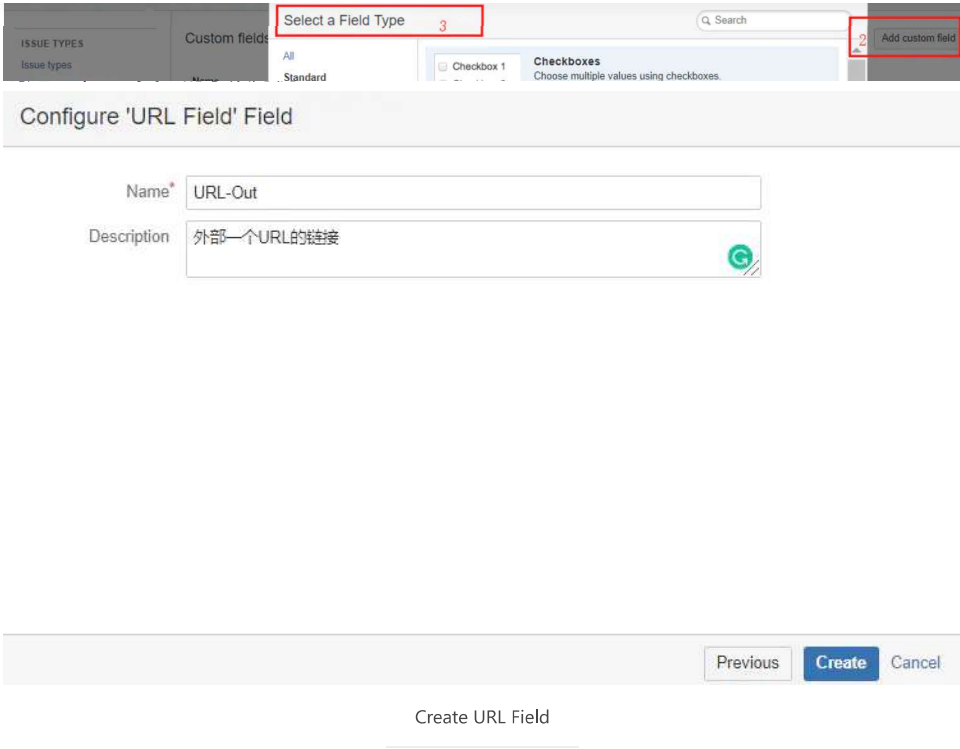 Select a Field Type
3
Search
2
Add custom field
ISSUE TYPES
Custom fields
Issue types
All
Standard
Checkbox 1
Checkboxes
Choose multiple values using checkboxes.
Configure 'URL Field' Field
Name*
URL-Out
Description
外部一个URL的链接
Previous
Create
Cancel
Create URL Field